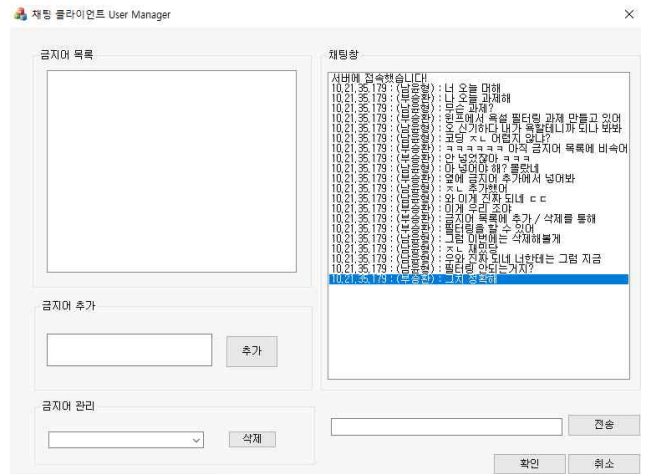 채팅 클라이언트 User Manager
금지어 목록
금지어 추가
추가
금지어 관리
삭제
채팅창
서버에 접속했습니다!
10,21,35,179 : (남윤형) : 너 오늘 머해
10,21,35,179 : (부승환) : 나 오늘 과제해
10,21,35,179 : (남윤형) : 무슨 과제?
10,21,35,179 : (부승환) : 윈프에서 욕설 필터링 과제 만들고 있어
10,21,35,179 : (남윤형) : 오 신기하다 내가 욕할테니까 되나 봐봐
10,21,35,179 : (남윤형) : 코딩 ㅈㄴ 어렵지 않냐?
10,21,35,179 : (부승환) : ㅋㅋㅋㅋㅋㅋ 아직 금지어 목록에 비속어
10,21,35,179 : (부승환) : 안 넣었잖아 ㅋㅋㅋ
10,21,35,179 : (남윤형) : 아 넣어야 해? 몰랐네
10,21,35,179 : (부승환) : 옆에 금지어 추가에서 넣어봐
10,21,35,179 : (남윤형) : ㅈㄴ 추가했어
10,21,35,179 : (남윤형) : 와 이게 진짜 되네 ㄷㄷ
10,21,35,179 : (부승환) : 이게 우리 조야
10,21,35,179 : (부승환) : 금지어 목록에 추가 / 삭제를 통해
10,21,35,179 : (부승환) : 필터링을 할 수 있어
10,21,35,179 : (남윤형) : 그럼 이번에는 삭제해볼게
10,21,35,179 : (남윤형) : ㅈㄴ 재밌당
10,21,35,179 : (남윤형) : 우와 진짜 되네 너한테는 그럼 지금
10,21,35,179 : (남윤형) : 필터링 안되는거지?
10,21,35,179 : (부승환) : 그치 정확해
전송
확인
취소